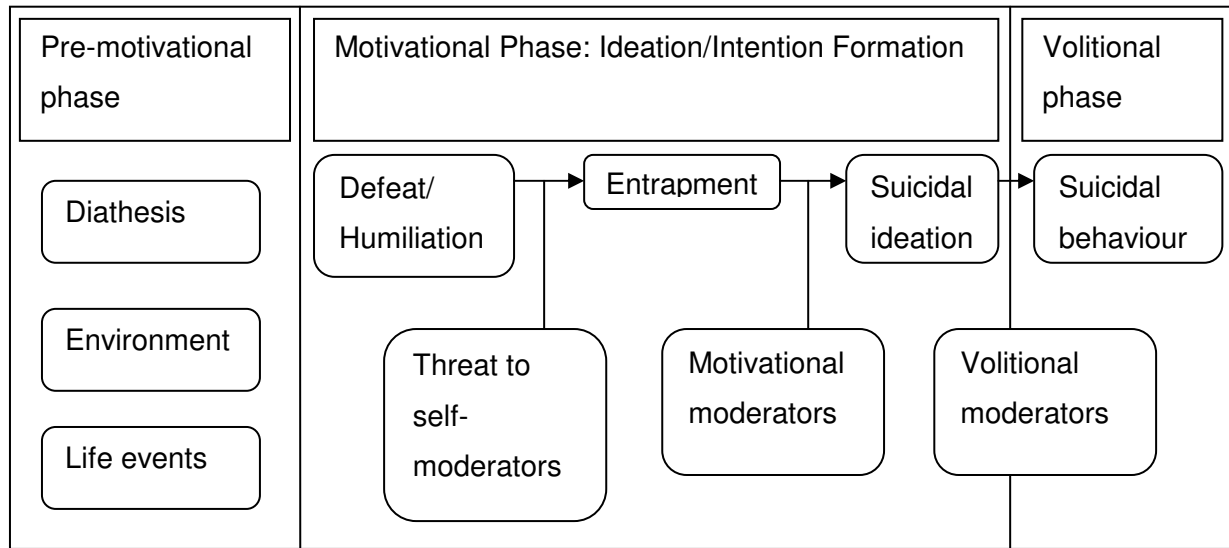 Pre-motivational
phase
Motivational Phase: Ideation/Intention Formation
Volitional
phase
Diathesis
Environment
Life events
Defeat/
Humiliation
Entrapment
Suicidal
ideation
Suicidal
behaviour
Threat to
self-
moderators
Motivational
moderators
Volitional
moderators